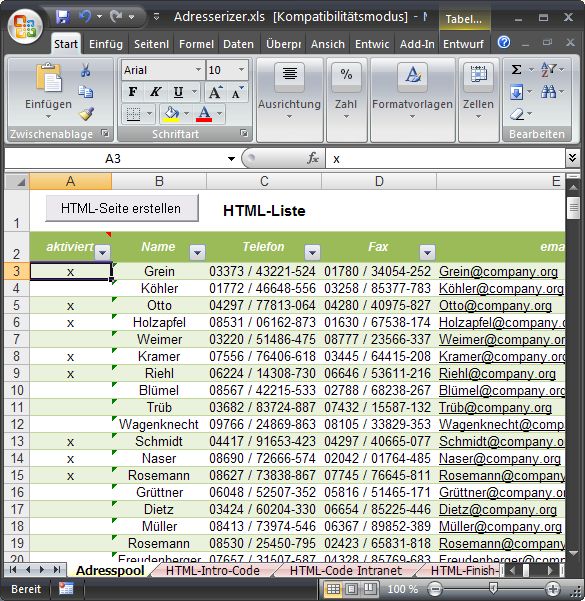 Adresserizer.xls [Kompatibilitätsmodus] - M Tabel...
Start Einfüg Seitenl Formel Daten Überpr Ansich Entwic Add-In Entwurf
Arial 10
Einfügen F K U A A Ausrichtung % Zahl Formatvorlagen Zellen Σ
Zwischenablage Schriftart Bearbeiten
A3 fx x
A B C D E
1 HTML-Seite erstellen HTML-Liste
2 aktiviert Name Telefon Fax ema
3 x Grein 03373 / 43221-524 01780 / 34054-252 Grein@company.org
4 Köhler 01772 / 46648-556 03258 / 85377-783 Köhler@company.org
5 x Otto 04297 / 77813-064 04280 / 40975-827 Otto@company.org
6 x Holzapfel 08531 / 06162-873 01630 / 67538-174 Holzapfel@company.org
7 Weimer 03220 / 51486-475 08777 / 23566-337 Weimer@company.org
8 x Kramer 07556 / 76406-618 03445 / 64415-208 Kramer@company.org
9 x Riehl 06224 / 14308-730 06646 / 53611-216 Riehl@company.org
10 Blümel 08567 / 42215-533 02788 / 68238-267 Blümel@company.org
11 Trüb 03682 / 83724-887 07432 / 15587-132 Trüb@company.org
12 Wagenknecht 09766 / 24869-863 08105 / 33829-353 Wagenknecht@comp
13 x Schmidt 04417 / 91653-423 04297 / 40665-077 Schmidt@company.org
14 x Naser 08690 / 72666-574 02042 / 01764-485 Naser@company.org
15 x Rosemann 08627 / 73838-867 07745 / 76645-811 Rosemann@company.org
16 Grüttner 06048 / 52507-352 05816 / 51465-171 Grüttner@company.org
17 Dietz 03424 / 60204-330 06654 / 85225-446 Dietz@company.org
18 Müller 08413 / 73974-546 06367 / 89852-389 Müller@company.org
19 Rosemann 08530 / 25450-795 02423 / 65831-818 Rosemann@company.org
20 Freudenberger 07657 / 31507-587 04328 / 85769-683 Freudenberger@com
Adresspool HTML-Intro-Code HTML-Code Intranet HTML-Finish-
Bereit 100 %